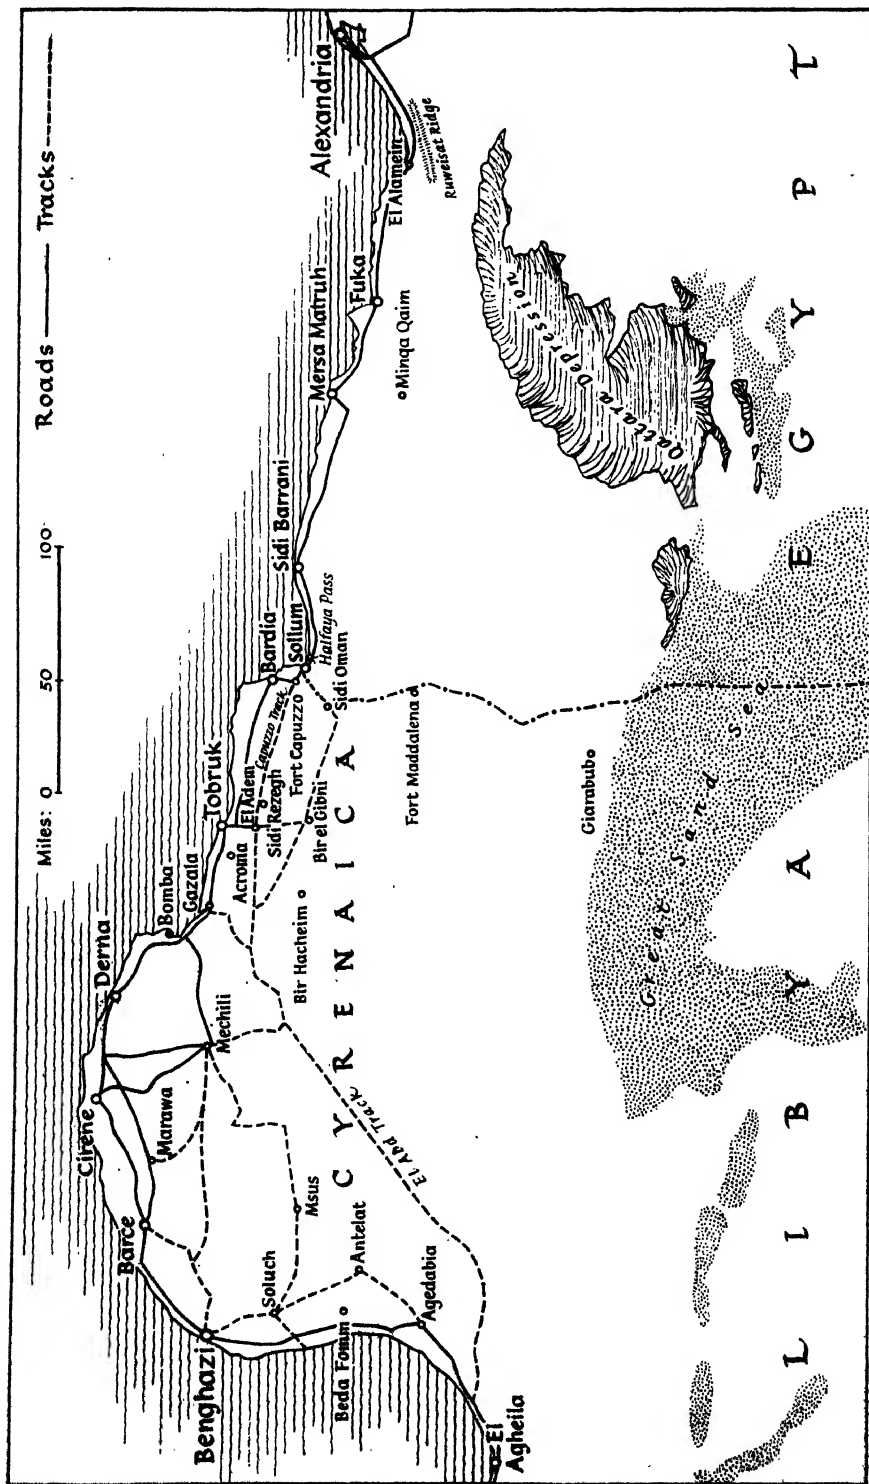 Miles: 0 50 100
Roads Tracks
Cirene
Derna
Bomba
Gazala
Tobruk
Bardia
Sollum
Halfaya Pass
Sidi Barrani
Mersa Matruh
Fuka
El Alamein
Alexandria
Ruweisat Ridge
Barce
Marawa
Mechili
Acroma
El Adem
Capuzzo Track
Sidi Rezegh
Fort Capuzzo
Sidi Oman
Minqa Qaim
Benghazi
Soluch
Msus
Bir Hacheim
Bir el Gibni
Beda Fomm
Antelat
CYRENAICA
Agedabia
El Abd Track
Fort Maddalena
El
Agheila
Giarabub
Qattara Depression
Great Sand Sea
LIBYA
EGYPT